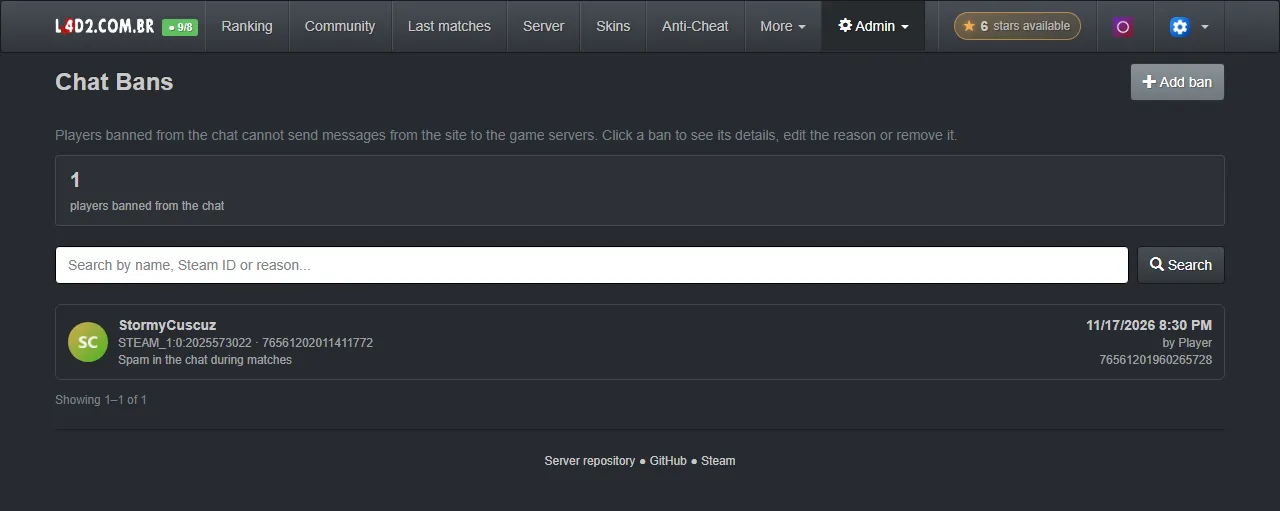 L4D2.COM.BR ● 9/8 Ranking Community Last matches Server Skins Anti-Cheat More Admin ★ 6 stars available
Chat Bans
Add ban
Players banned from the chat cannot send messages from the site to the game servers. Click a ban to see its details, edit the reason or remove it.
1
players banned from the chat
Search by name, Steam ID or reason...
Search
SC
StormyCuscuz
STEAM_1:0:2025573022 · 76561202011411772
Spam in the chat during matches
11/17/2026 8:30 PM
by Player
76561201960265728
Showing 1–1 of 1
Server repository ● GitHub ● Steam